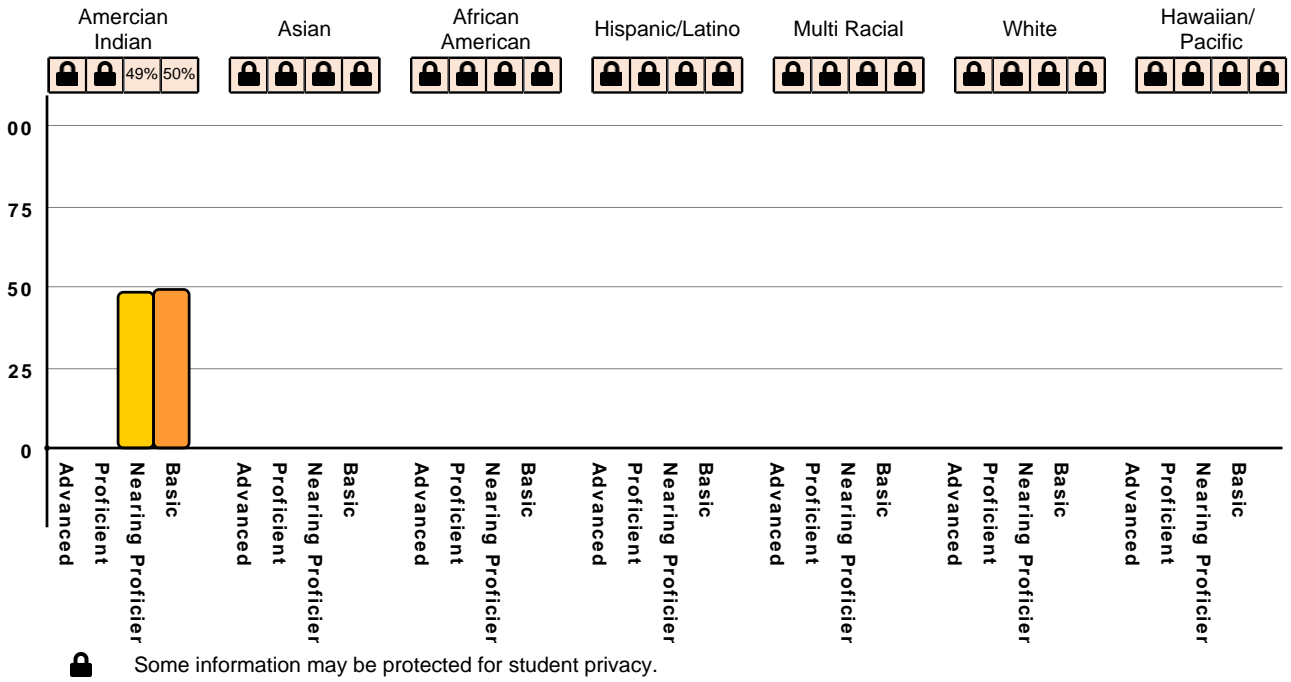 Amercian
Indian
Asian
African
American
Hispanic/Latino
Multi Racial
White
Hawaiian/
Pacific
49% 50%
00
75
50
25
0
Advanced
Proficient
Nearing Proficier
Basic
Advanced
Proficient
Nearing Proficier
Basic
Advanced
Proficient
Nearing Proficier
Basic
Advanced
Proficient
Nearing Proficier
Basic
Advanced
Proficient
Nearing Proficier
Basic
Advanced
Proficient
Nearing Proficier
Basic
Advanced
Proficient
Nearing Proficier
Basic
Some information may be protected for student privacy.